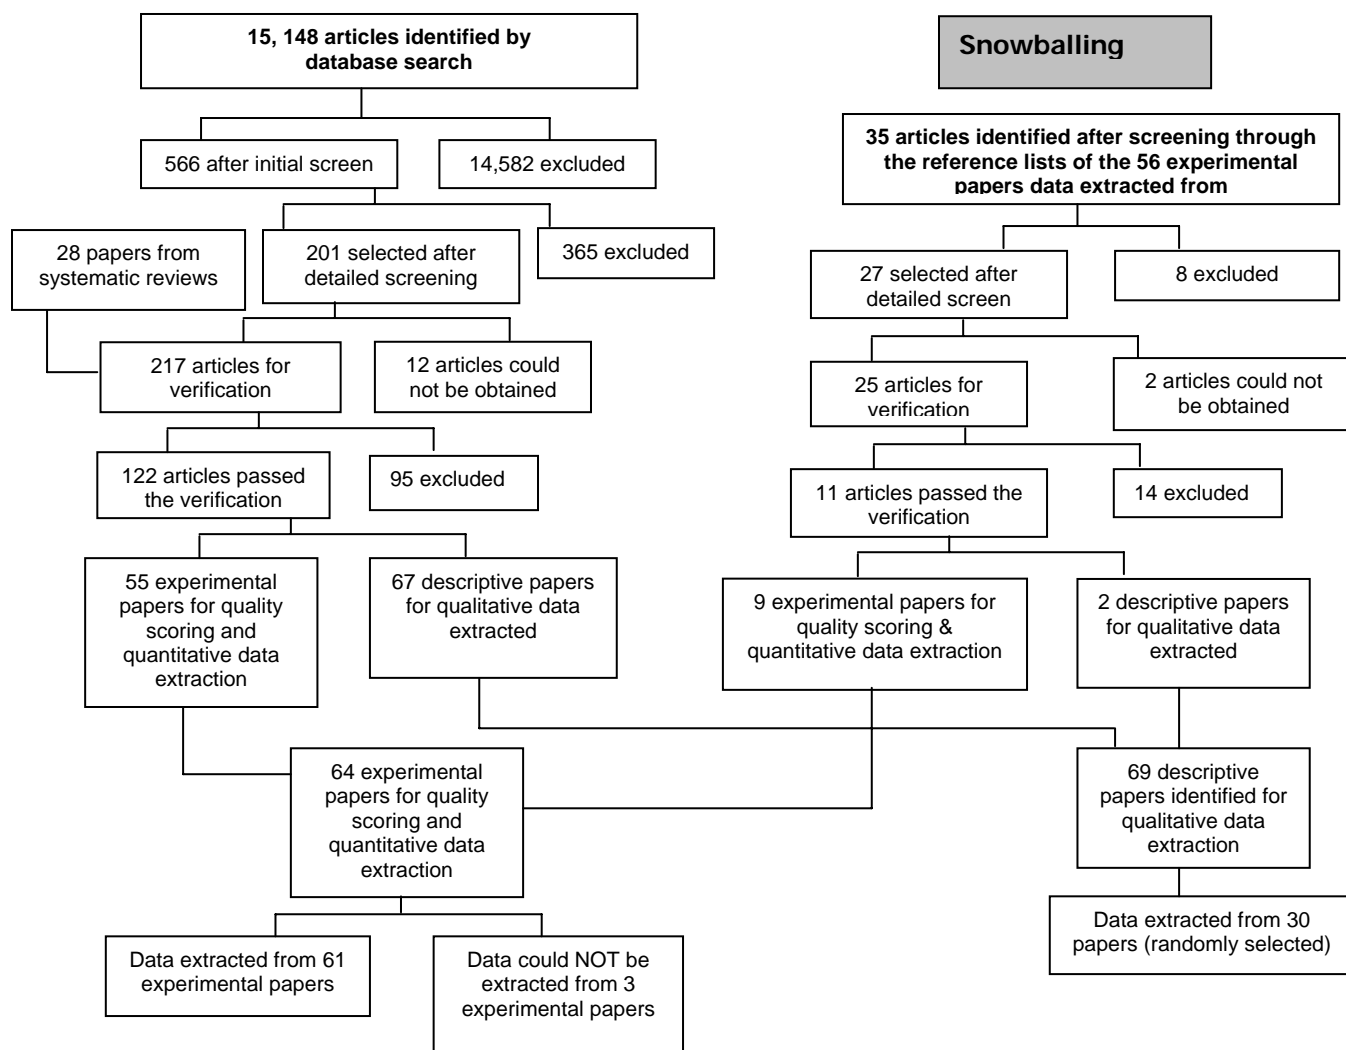 15, 148 articles identified by
database search
Snowballing
35 articles identified after screening through
the reference lists of the 56 experimental
papers data extracted from
566 after initial screen
14,582 excluded
28 papers from
systematic reviews
201 selected after
detailed screening
365 excluded
27 selected after
detailed screen
8 excluded
217 articles for
verification
12 articles could
not be obtained
25 articles for
verification
2 articles could not
be obtained
122 articles passed
the verification
95 excluded
11 articles passed the
verification
14 excluded
55 experimental
papers for quality
scoring and
quantitative data
extraction
67 descriptive papers
for qualitative data
extracted
9 experimental papers for
quality scoring &
quantitative data extraction
2 descriptive papers
for qualitative data
extracted
64 experimental
papers for quality
scoring and
quantitative data
extraction
69 descriptive
papers identified for
qualitative data
extraction
Data extracted from 61
experimental papers
Data could NOT be
extracted from 3
experimental papers
Data extracted from 30
papers (randomly selected)